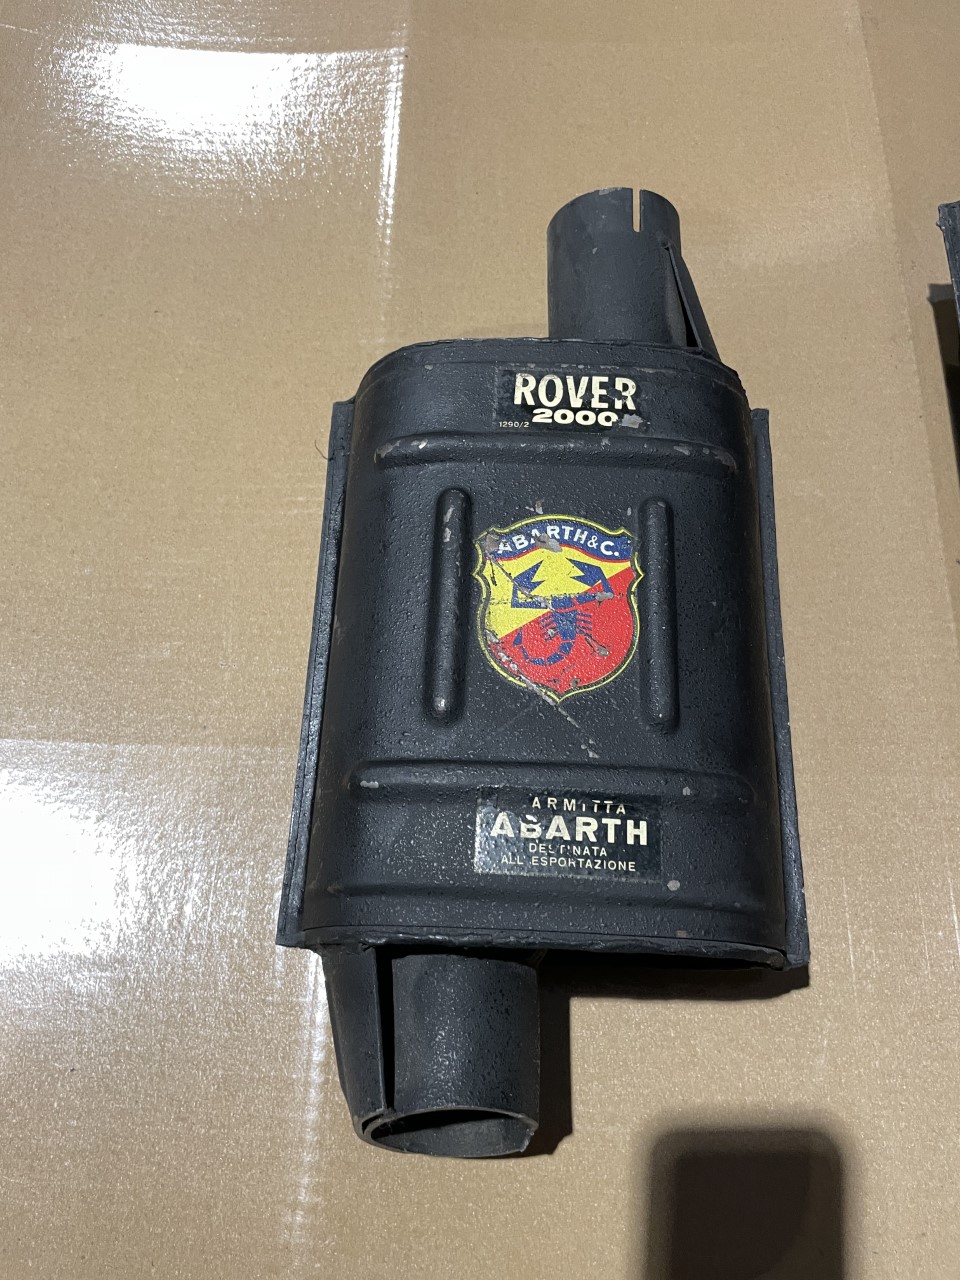 ROVER
2000
1290/2
ABARTH & C.
ARMITTA
ABARTH
DESTINATA
ALL'ESPORTAZIONE